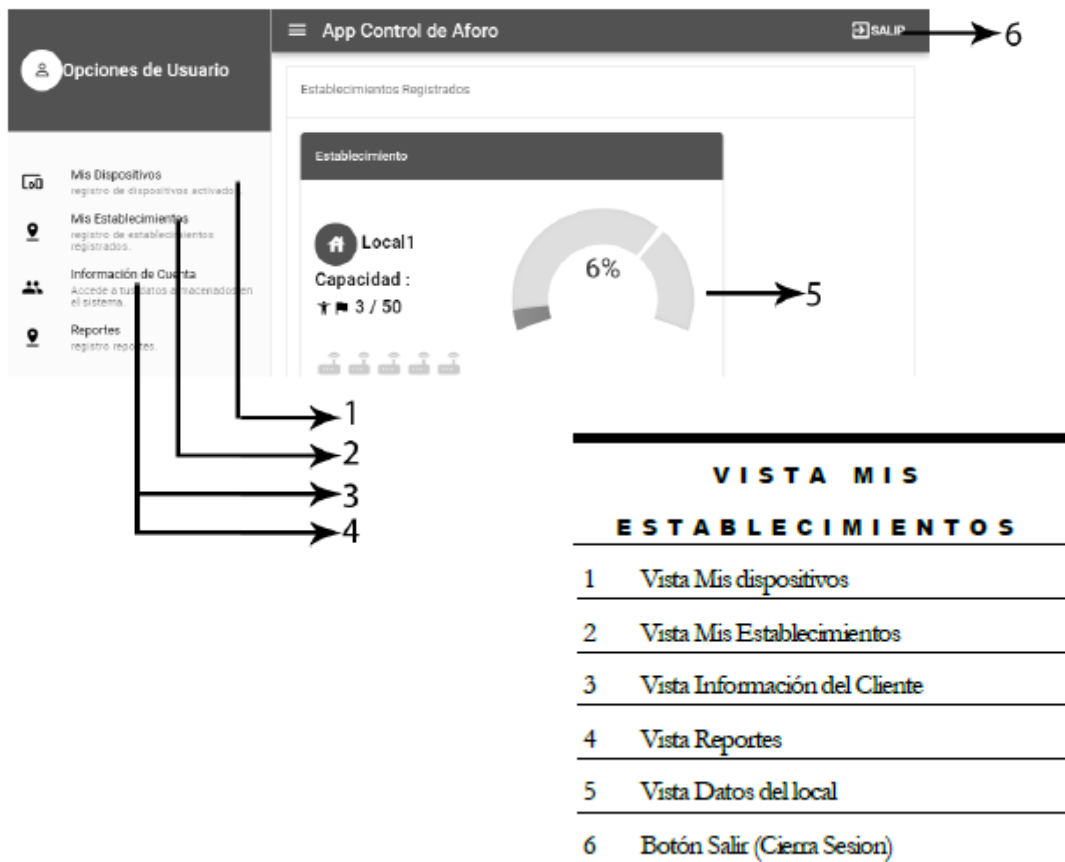 App Control de Aforo
SALIR
6
Opciones de Usuario
Establecimientos Registrados
Establecimiento
Mis Dispositivos
registro de dispositivos activado
Mis Establecimientos
registro de establecimientos
registrados.
Información de Cuenta
Accede a tus datos almacenados en
el sistema.
Reportes
registro reportes.
Local1
Capacidad :
3 / 50
6%
5
1
2
3
4
VISTA MIS
ESTABLECIMIENTOS
1 Vista Mis dispositivos
2 Vista Mis Establecimientos
3 Vista Información del Cliente
4 Vista Reportes
5 Vista Datos del local
6 Botón Salir (Cierra Sesion)